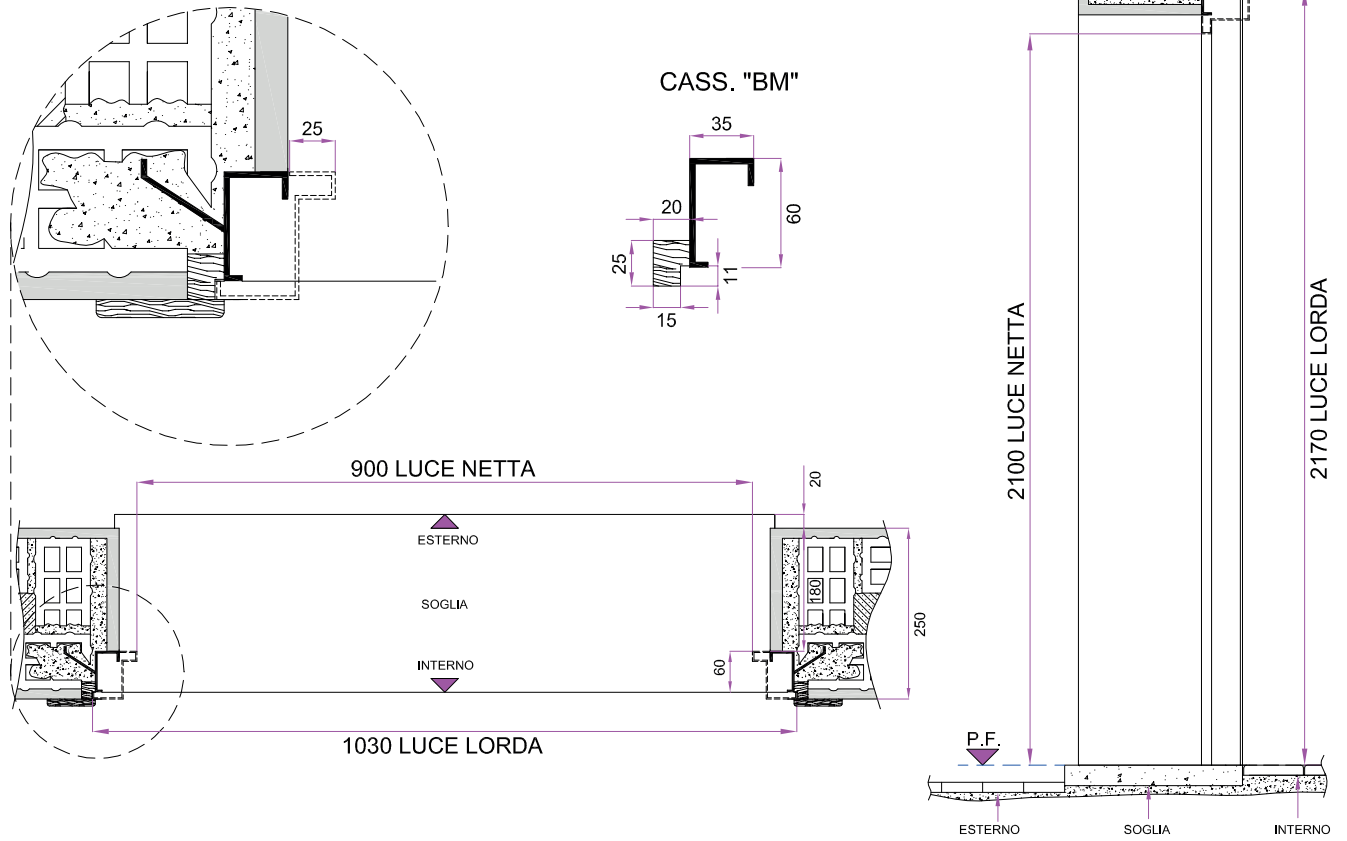 25
CASS. "BM"
35
20
60
25
11
15
2100 LUCE NETTA
2170 LUCE LORDA
900 LUCE NETTA
20
ESTERNO
180
SOGLIA
250
INTERNO
60
1030 LUCE LORDA
P.F.
ESTERNO
SOGLIA
INTERNO